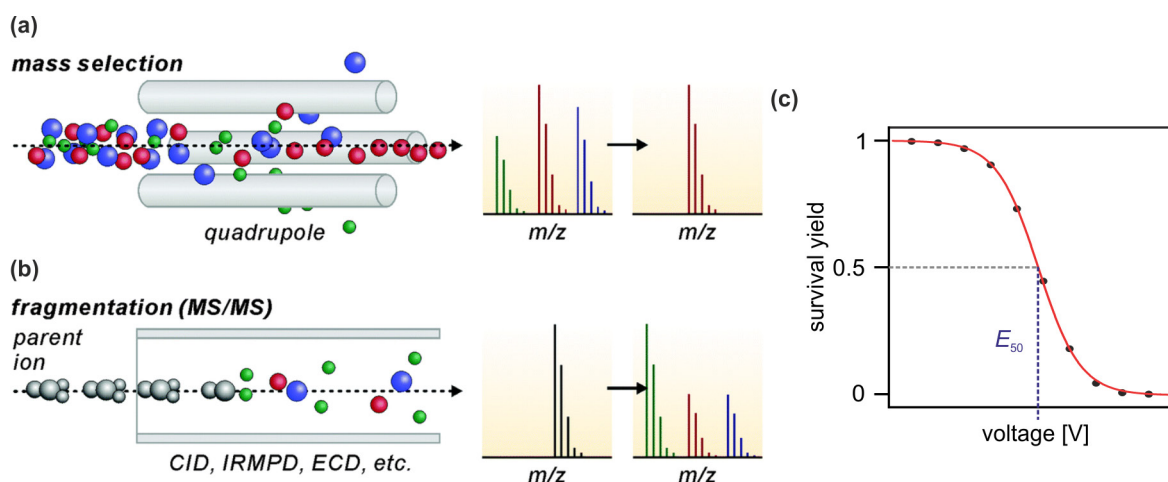 (a)
mass selection
quadrupole
m/z
m/z
(b)
fragmentation (MS/MS)
parent
ion
CID, IRMPD, ECD, etc.
m/z
m/z
(c)
survival yield
1
0.5
0
E50
voltage [V]